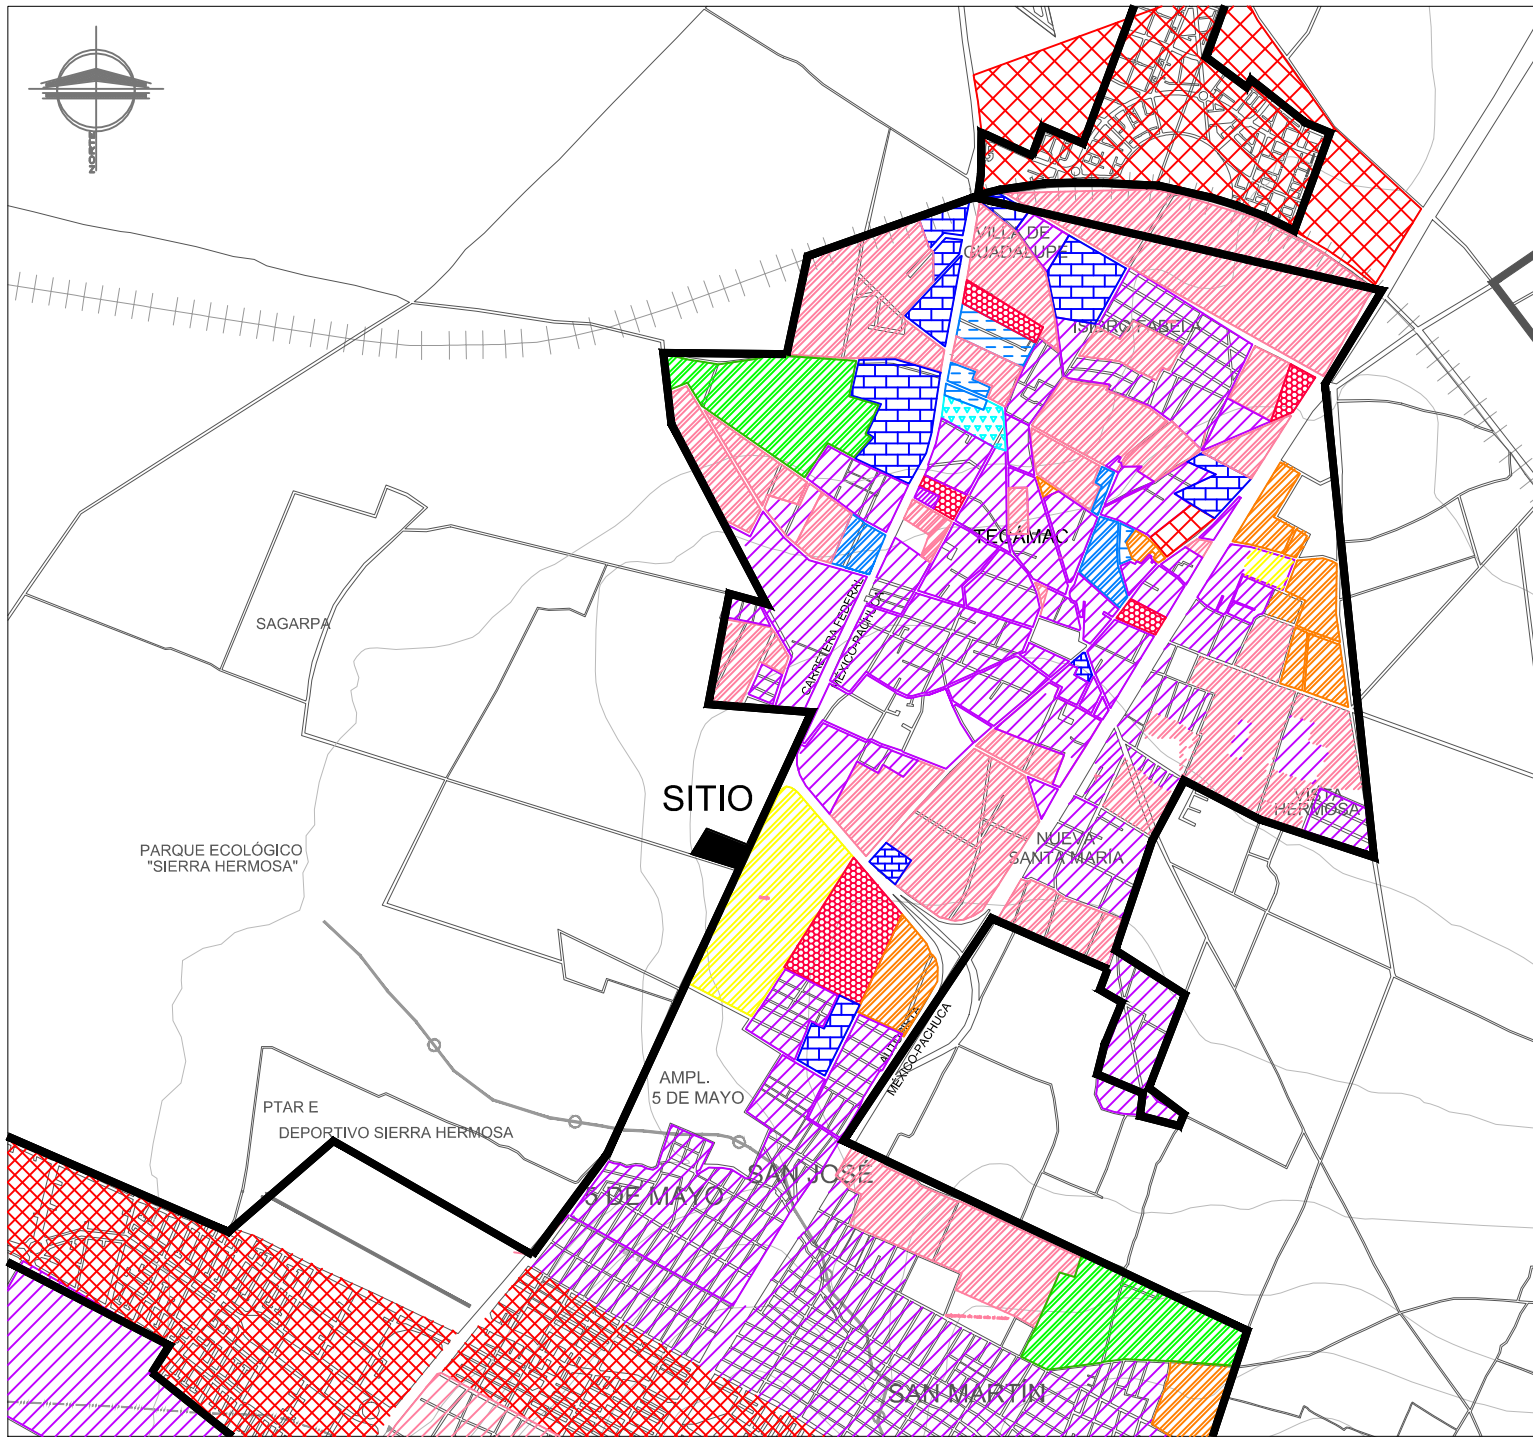 NORTE
VILLA DE
GUADALUPE
ISIDRO FABELA
TECÁMAC
SAGARPA
CARRETERA FEDERAL
MÉXICO-PACHUCA
SITIO
VISTA
HERMOSA
NUEVA
SANTA MARÍA
PARQUE ECOLÓGICO
"SIERRA HERMOSA"
AUTOPISTA
MÉXICO-PACHUCA
AMPL.
5 DE MAYO
PTAR E
DEPORTIVO SIERRA HERMOSA
SAN JOSÉ
5 DE MAYO
SAN MARTÍN